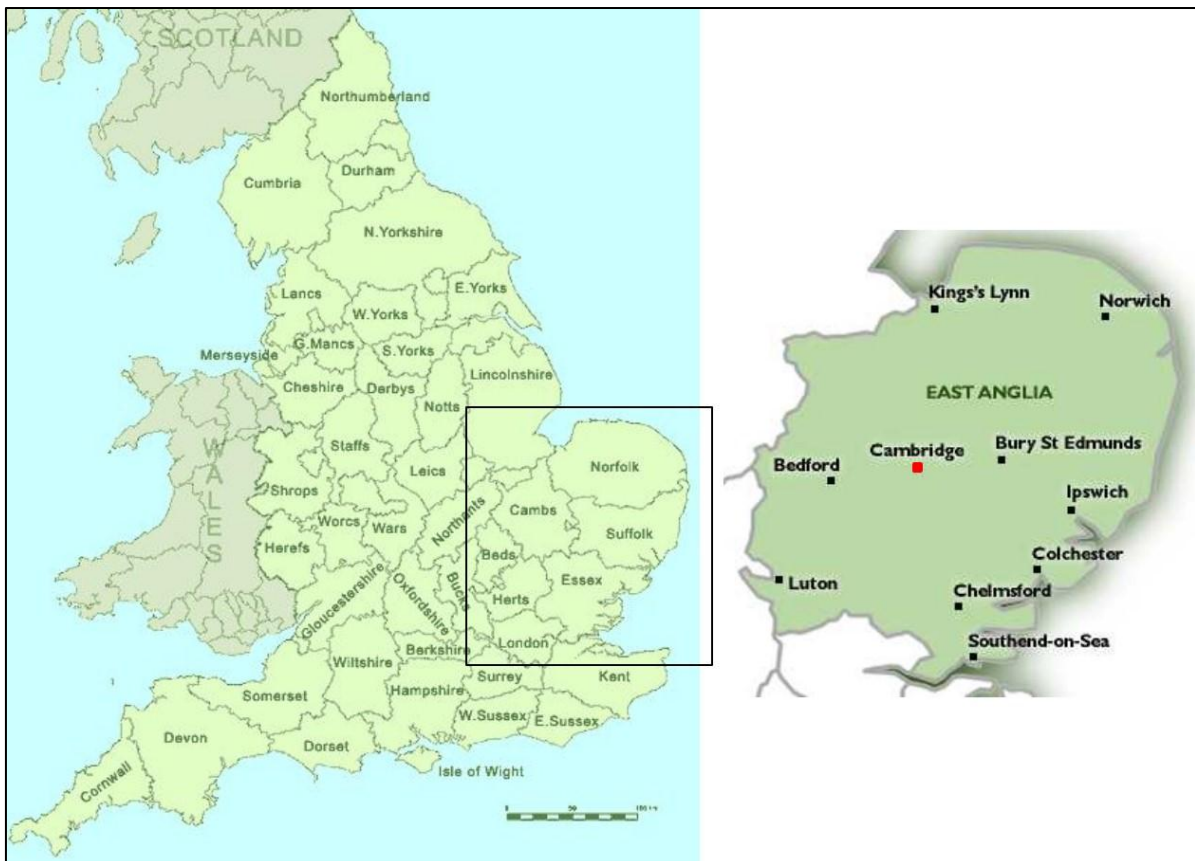 SCOTLAND
Northumberland
Durham
Cumbria
N.Yorkshire
Lancs
E.Yorks
W.Yorks
G.Mancs
S.Yorks
Merseyside
Cheshire
Derbys
Lincolnshire
Notts
WALES
Staffs
Leics
Norfolk
Shrops
Northants
Cambs
Worcs
Wars
Suffolk
Herefs
Beds
Gloucestershire
Oxfordshire
Bucks
Essex
Herts
London
Berkshire
Wiltshire
Surrey
Kent
Hampshire
Somerset
W.Sussex
E.Sussex
Devon
Dorset
Cornwall
Isle of Wight
0
King's Lynn
Norwich
EAST ANGLIA
Cambridge
Bury St Edmunds
Bedford
Ipswich
Colchester
Luton
Chelmsford
Southend-on-Sea